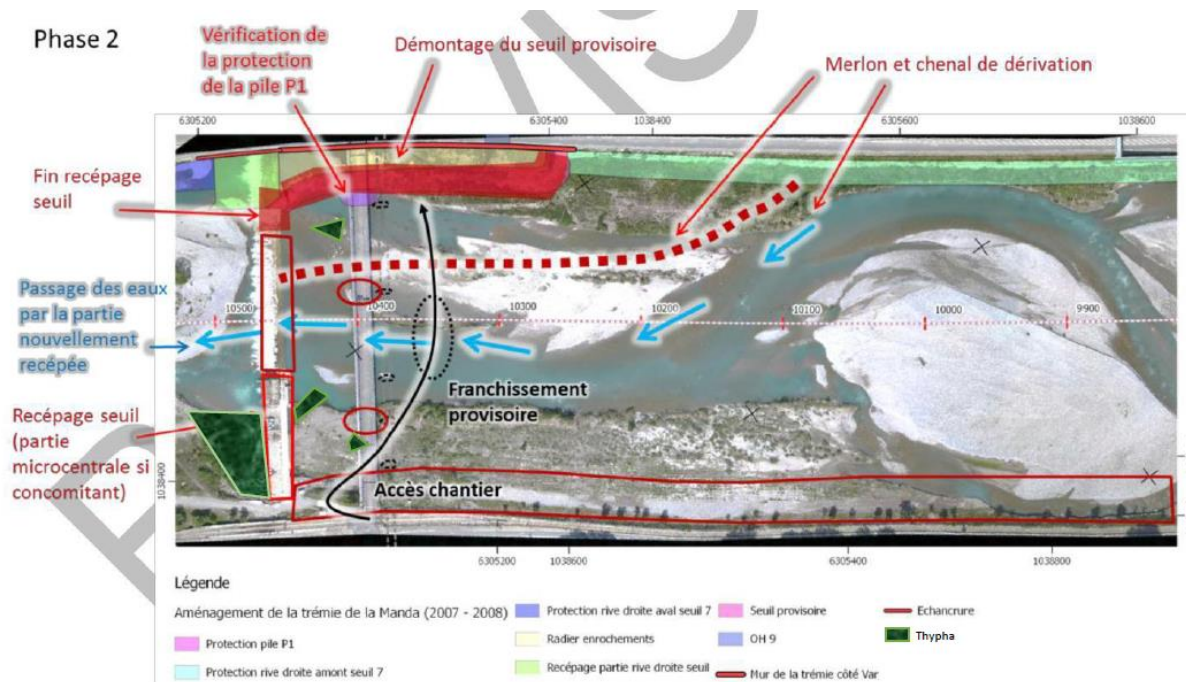 Phase 2
Vérification de
la protection
de la pile P1
Démontage du seuil provisoire
Merlon et chenal de dérivation
6305200
6305400
1038400
6305600
1038600
Fin recépage
seuil
Passage des eaux
par la partie
nouvellement
recépée
10500
10400
10300
10200
10100
10000
9900
Franchissement
provisoire
Recépage seuil
(partie
microcentrale si
concomitant)
1038400
Accès chantier
6305200
1038600
6305400
1038800
Légende
Aménagement de la trémie de la Manda (2007 - 2008)
Protection pile P1
Protection rive droite amont seuil 7
Protection rive droite aval seuil 7
Radier enrochements
Recépage partie rive droite seuil
Seuil provisoire
OH 9
Mur de la trémie côté Var
Echancrure
Thypha